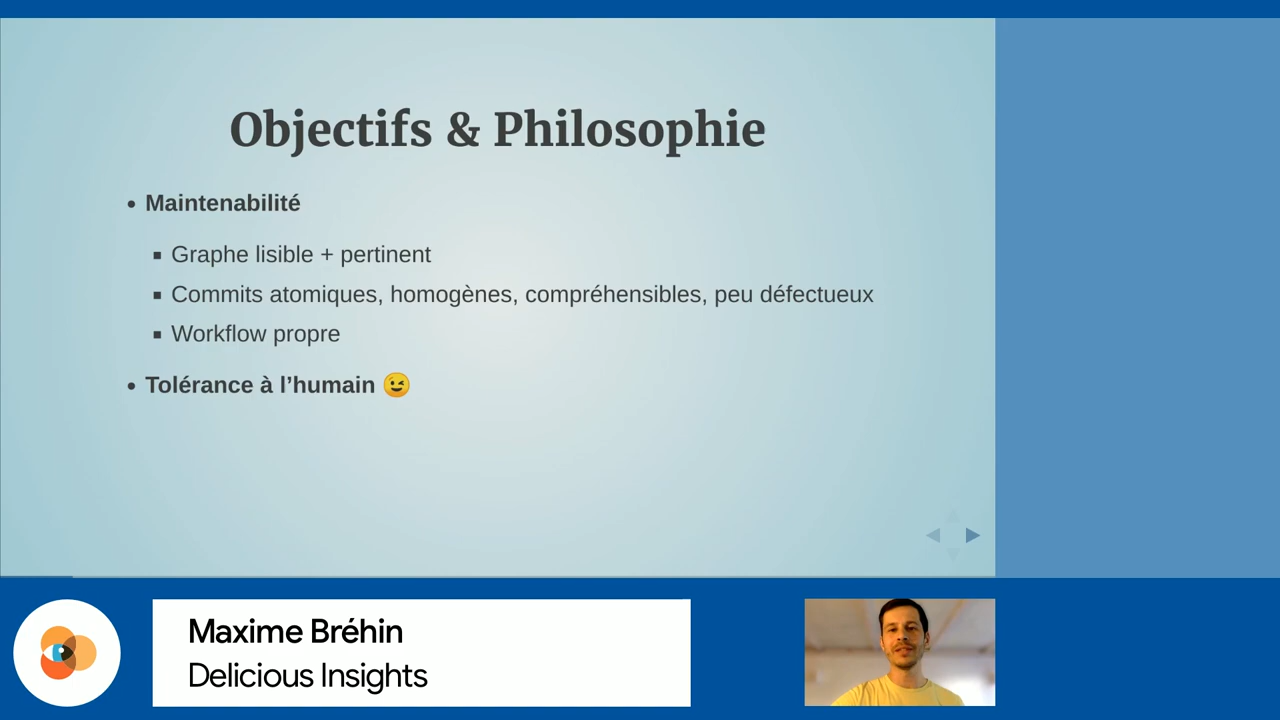 Objectifs & Philosophie
• Maintenabilité
▪ Graphe lisible + pertinent
▪ Commits atomiques, homogènes, compréhensibles, peu défectueux
▪ Workflow propre
• Tolérance à l’humain 😉
Maxime Bréhin
Delicious Insights